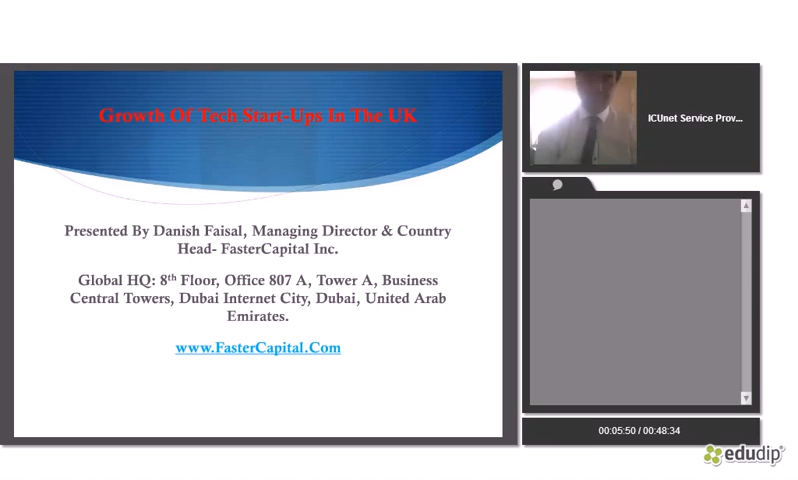 Growth Of Tech Start-Ups In The UK
Presented By Danish Faisal, Managing Director & Country
Head- FasterCapital Inc.
Global HQ: 8th Floor, Office 807 A, Tower A, Business
Central Towers, Dubai Internet City, Dubai, United Arab
Emirates.
www.FasterCapital.Com
ICUnet Service Prov...
00:05:50 / 00:48:34
edudip